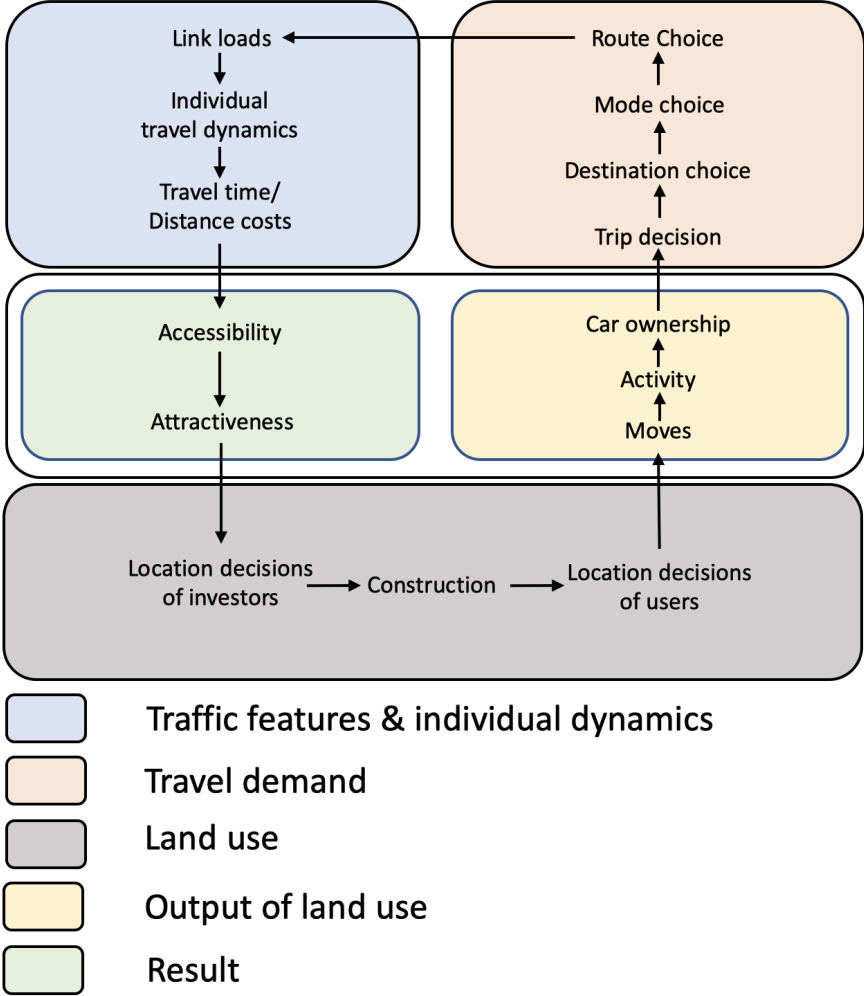 Link loads
Individual
travel dynamics
Travel time/
Distance costs
Route Choice
Mode choice
Destination choice
Trip decision
Accessibility
Attractiveness
Car ownership
Activity
Moves
Location decisions
of investors
Construction
Location decisions
of users
Traffic features & individual dynamics
Travel demand
Land use
Output of land use
Result